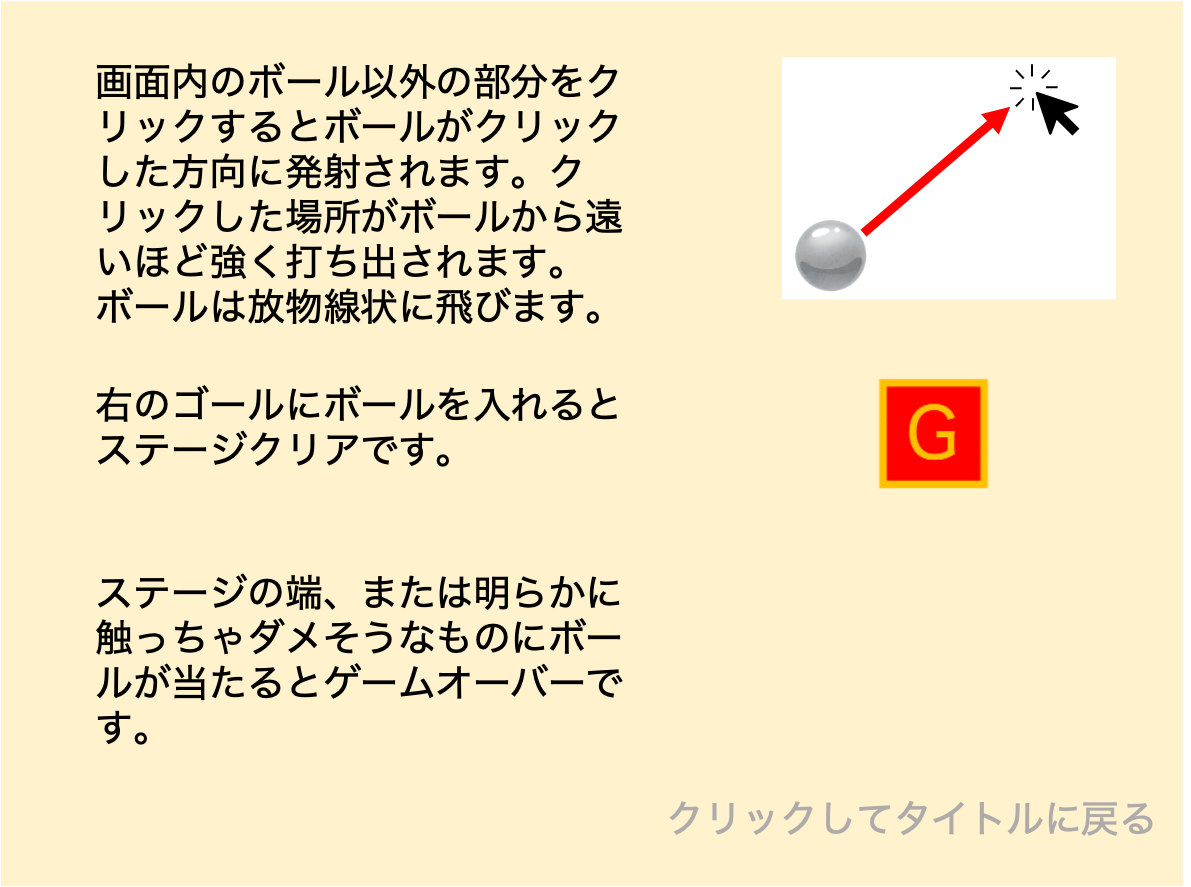 画面内のボール以外の部分をク
リックするとボールがクリック
した方向に発射されます。ク
リックした場所がボールから遠
いほど強く打ち出されます。
ボールは放物線状に飛びます。
右のゴールにボールを入れると
ステージクリアです。
G
ステージの端、または明らかに
触っちゃダメそうなものにボー
ルが当たるとゲームオーバーで
す。
クリックしてタイトルに戻る